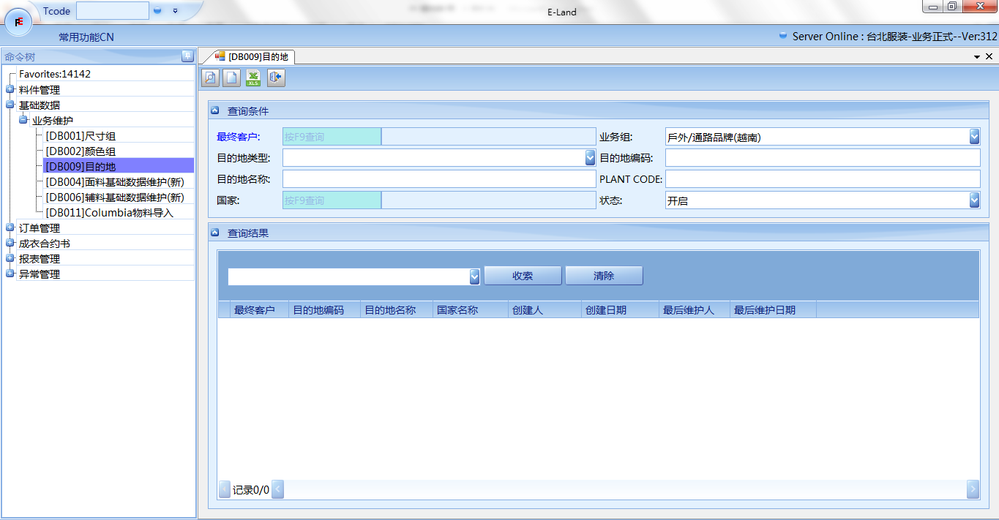 E-Land
Tcode
FE
常用功能CN
Server Online : 台北服装-业务正式--Ver:312
命令树
[DB009]目的地
Favorites:14142
料件管理
基础数据
业务维护
[DB001]尺寸组
[DB002]颜色组
[DB009]目的地
[DB004]面料基础数据维护(新)
[DB006]辅料基础数据维护(新)
[DB011]Columbia物料导入
订单管理
成衣合约书
报表管理
异常管理
XLS
查询条件
最终客户: 按F9查询 业务组: 戶外/通路品牌(越南)
目的地类型: 目的地编码:
目的地名称: PLANT CODE:
国家: 按F9查询 状态: 开启
查询结果
收索 清除
最终客户 目的地编码 目的地名称 国家名称 创建人 创建日期 最后维护人 最后维护日期
记录0/0